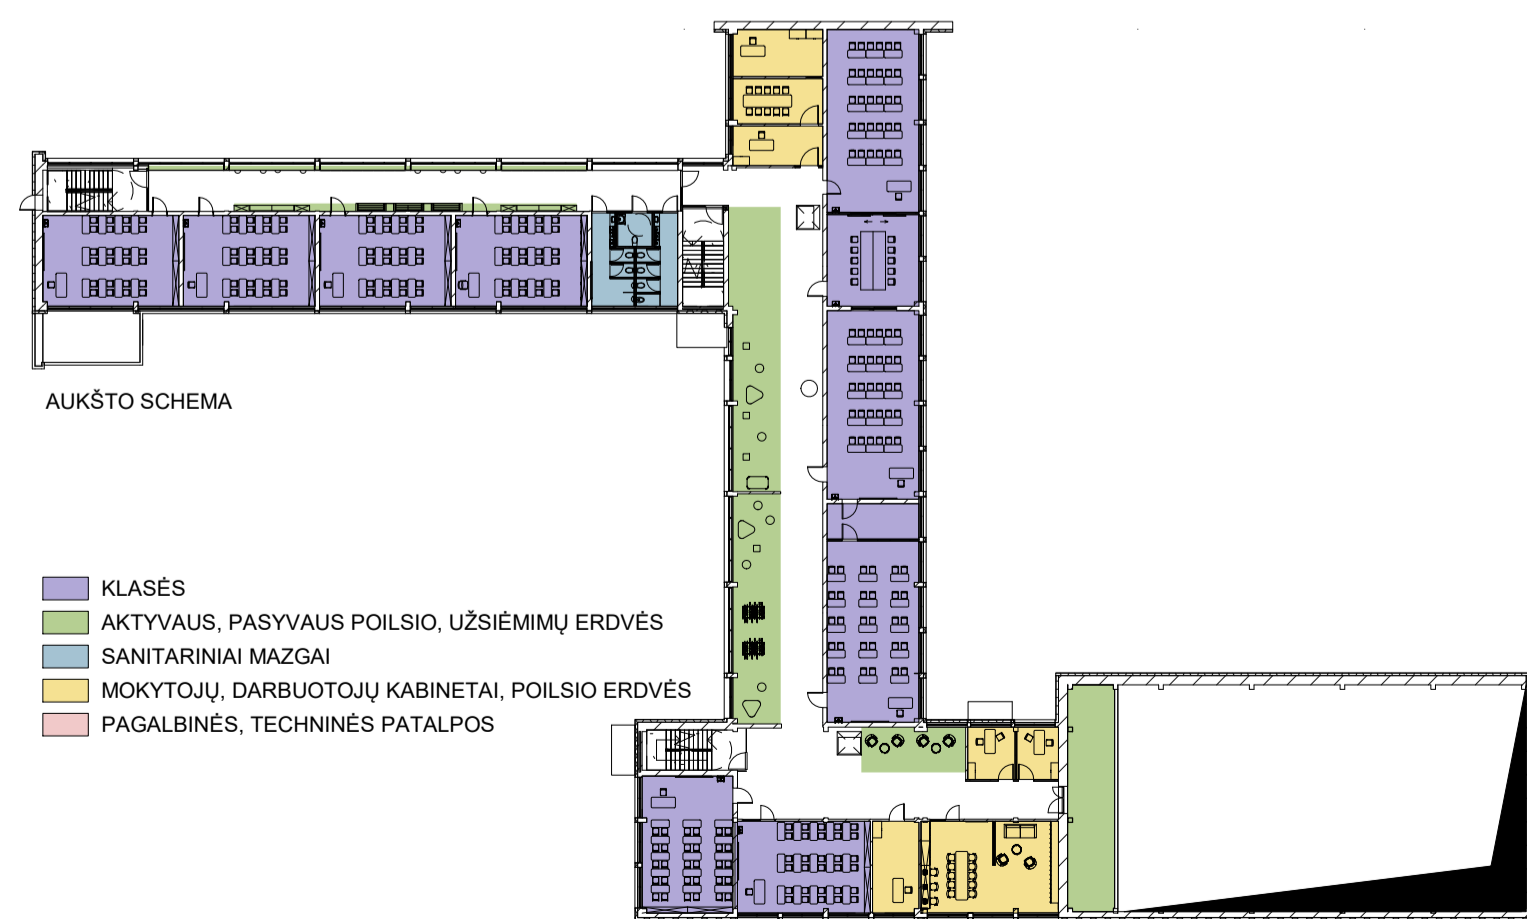 AUKŠTO SCHEMA
KLASĖS
AKTYVAUS, PASYVAUS POILSIO, UŽSIĖMIMŲ ERDVĖS
SANITARINIAI MAZGAI
MOKYTOJŲ, DARBUOTOJŲ KABINETAI, POILSIO ERDVĖS
PAGALBINĖS, TECHNINĖS PATALPOS